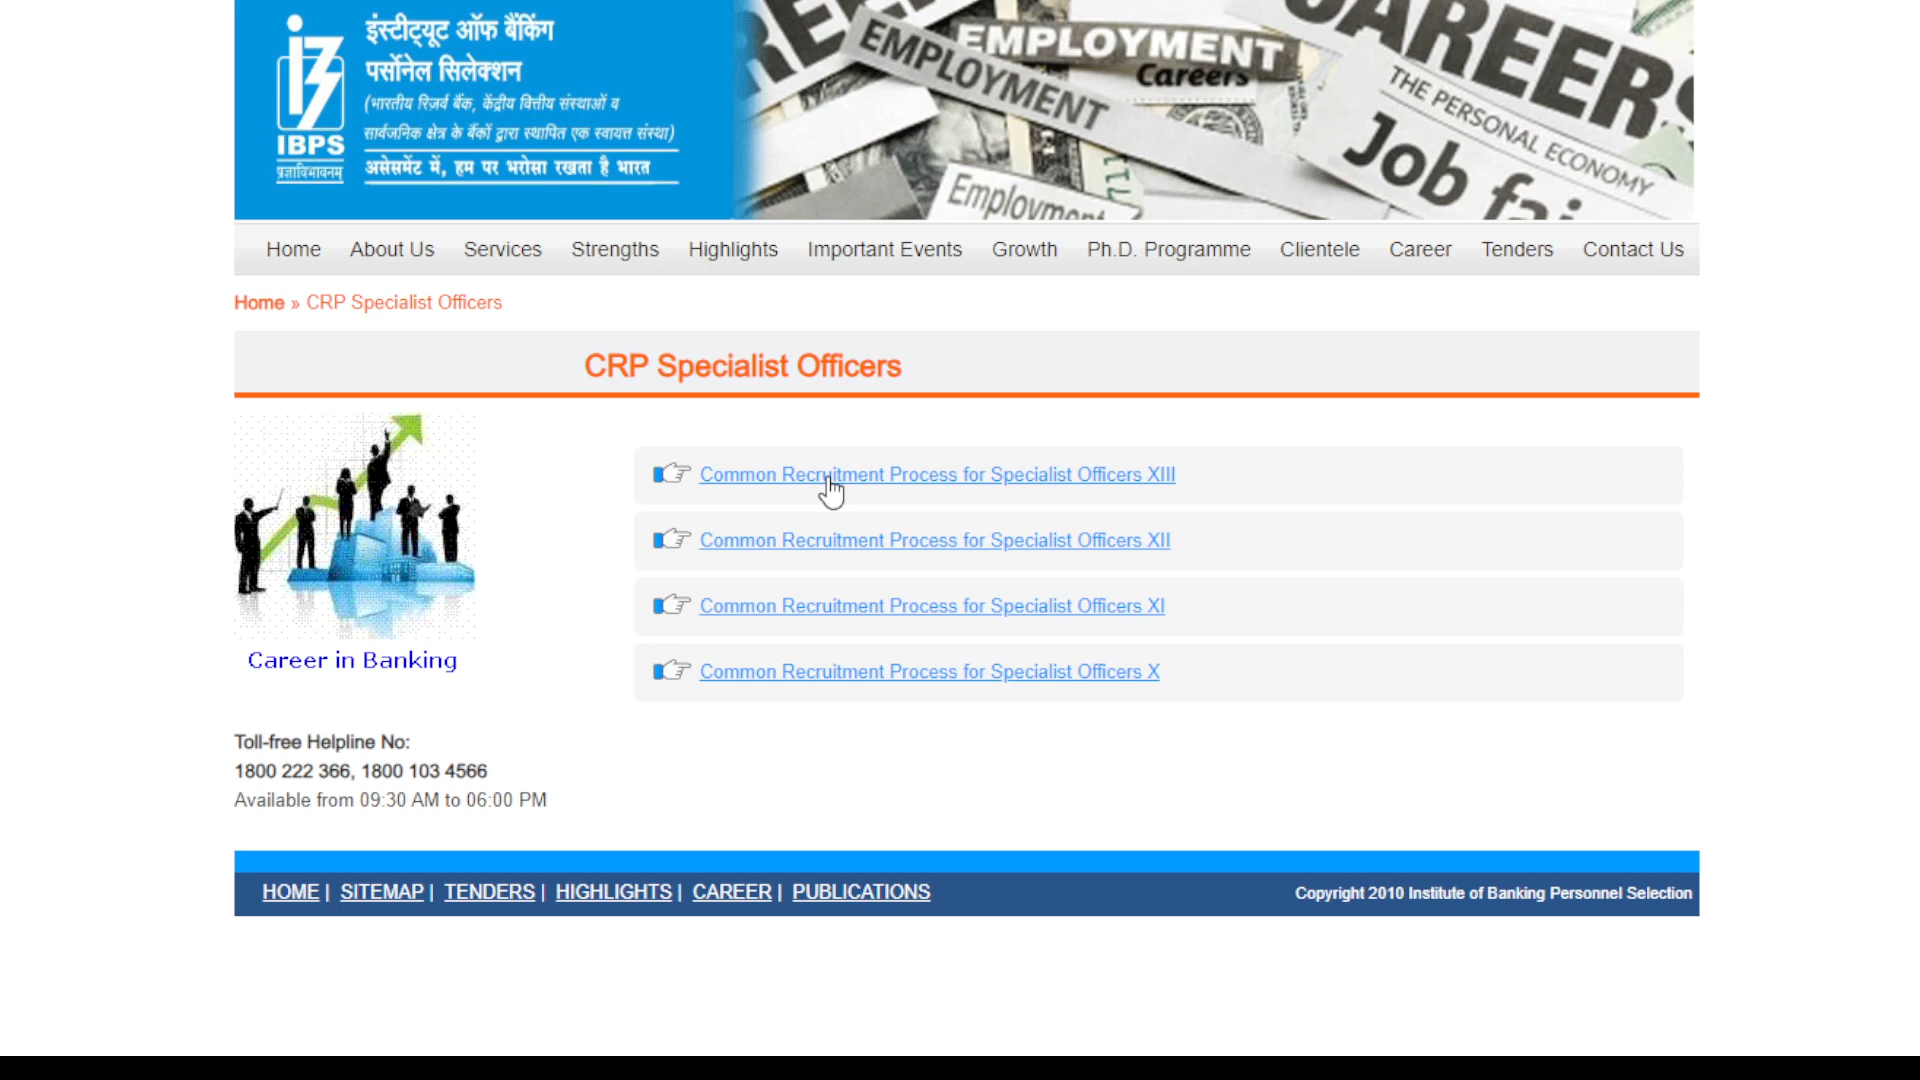 इंस्टीट्यूट ऑफ बैंकिंग
पर्सोनेल सिलेक्शन
(भारतीय रिज़र्व बैंक, केंद्रीय वित्तीय संस्थाओं व
सार्वजनिक क्षेत्र के बैंकों द्वारा स्थापित एक स्वायत्त संस्था)
असेसमेंट में, हम पर भरोसा रखता है भारत
IBPS
प्रज्ञाविभावनम्
EMPLOYMENT
EMPLOYMENT
Careers
CAREERS
THE PERSONAL ECONOMY
Job fai
Employment
Home About Us Services Strengths Highlights Important Events Growth Ph.D. Programme Clientele Career Tenders Contact Us
Home » CRP Specialist Officers
CRP Specialist Officers
Common Recruitment Process for Specialist Officers XIII
Common Recruitment Process for Specialist Officers XII
Common Recruitment Process for Specialist Officers XI
Common Recruitment Process for Specialist Officers X
Career in Banking
Toll-free Helpline No:
1800 222 366, 1800 103 4566
Available from 09:30 AM to 06:00 PM
HOME | SITEMAP | TENDERS | HIGHLIGHTS | CAREER | PUBLICATIONS
Copyright 2010 Institute of Banking Personnel Selection